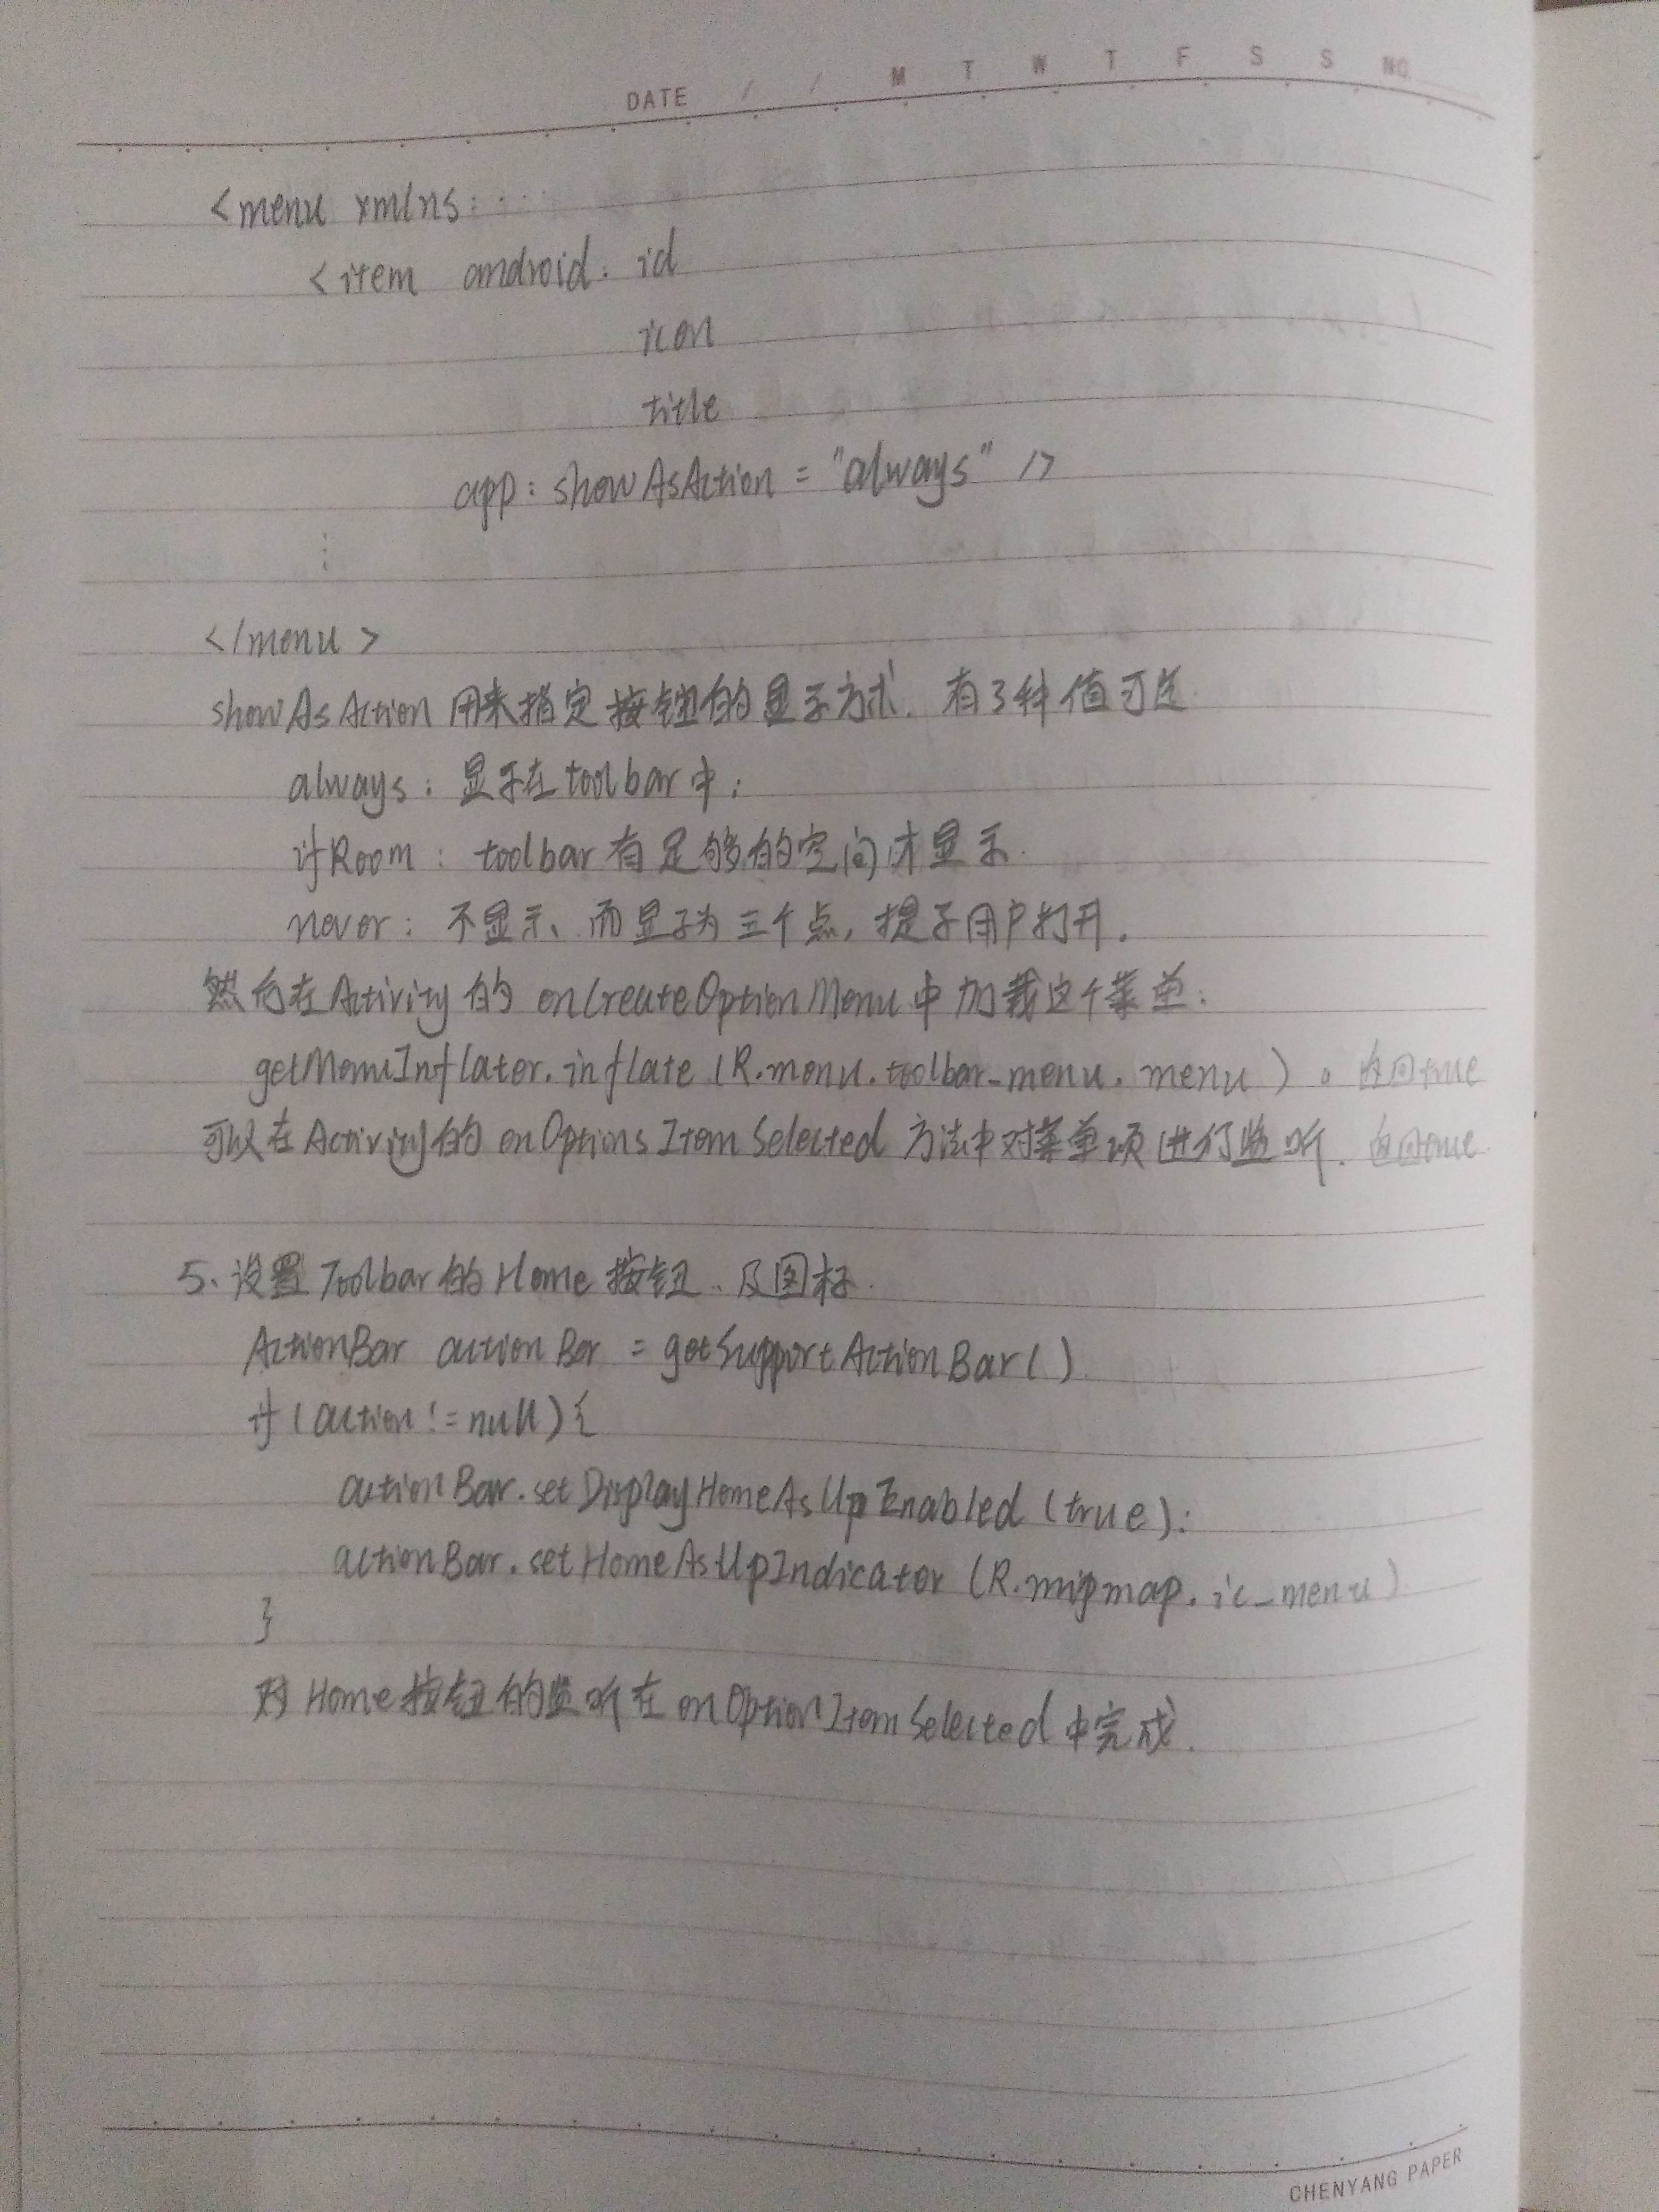 DATE / / M T W T F S S NO
<menu xmlns: ...
<item android: id
icon
title
app: showAsAction = "always" />
⋮
</menu>
showAsAction 用来指定按钮的显示方式. 有3种值可选
always: 显示在toolbar中;
ifRoom: toolbar有足够的空间才显示.
never: 不显示、而显示为三个点, 提示用户打开.
然后在Activity的onCreateOptionMenu中加载这个菜单:
getMenuInflater.inflate (R.menu.toolbar_menu. menu) 。返回true
可以在Activity的onOptionsItemSelected方法中对菜单项进行监听. 返回true
5、设置Toolbar的Home按钮、及图标.
ActionBar actionBar = getSupportActionBar()
if (action != null) {
actionBar.setDisplayHomeAsUpEnabled (true);
actionBar.setHomeAsUpIndicator (R.mipmap.ic_menu)
}
对Home按钮的监听在onOptionItemSelected中完成.
CHENYANG PAPER